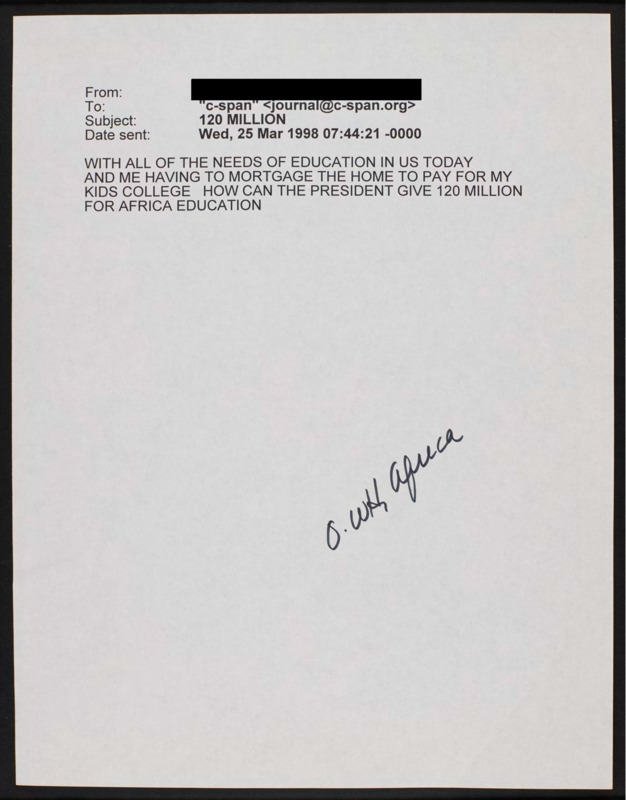 From:
To: "c-span" <journal@c-span.org>
Subject: 120 MILLION
Date sent: Wed, 25 Mar 1998 07:44:21 -0000
WITH ALL OF THE NEEDS OF EDUCATION IN US TODAY
AND ME HAVING TO MORTGAGE THE HOME TO PAY FOR MY
KIDS COLLEGE   HOW CAN THE PRESIDENT GIVE 120 MILLION
FOR AFRICA EDUCATION
O. WH, Africa